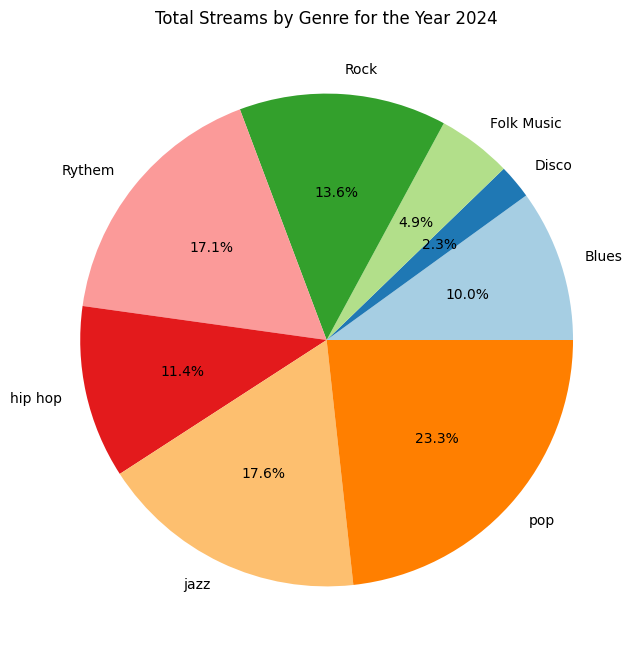 Total Streams by Genre for the Year 2024
Rock
Folk Music
Disco
Rythem
Blues
13.6%
4.9%
2.3%
17.1%
10.0%
11.4%
hip hop
23.3%
17.6%
pop
jazz